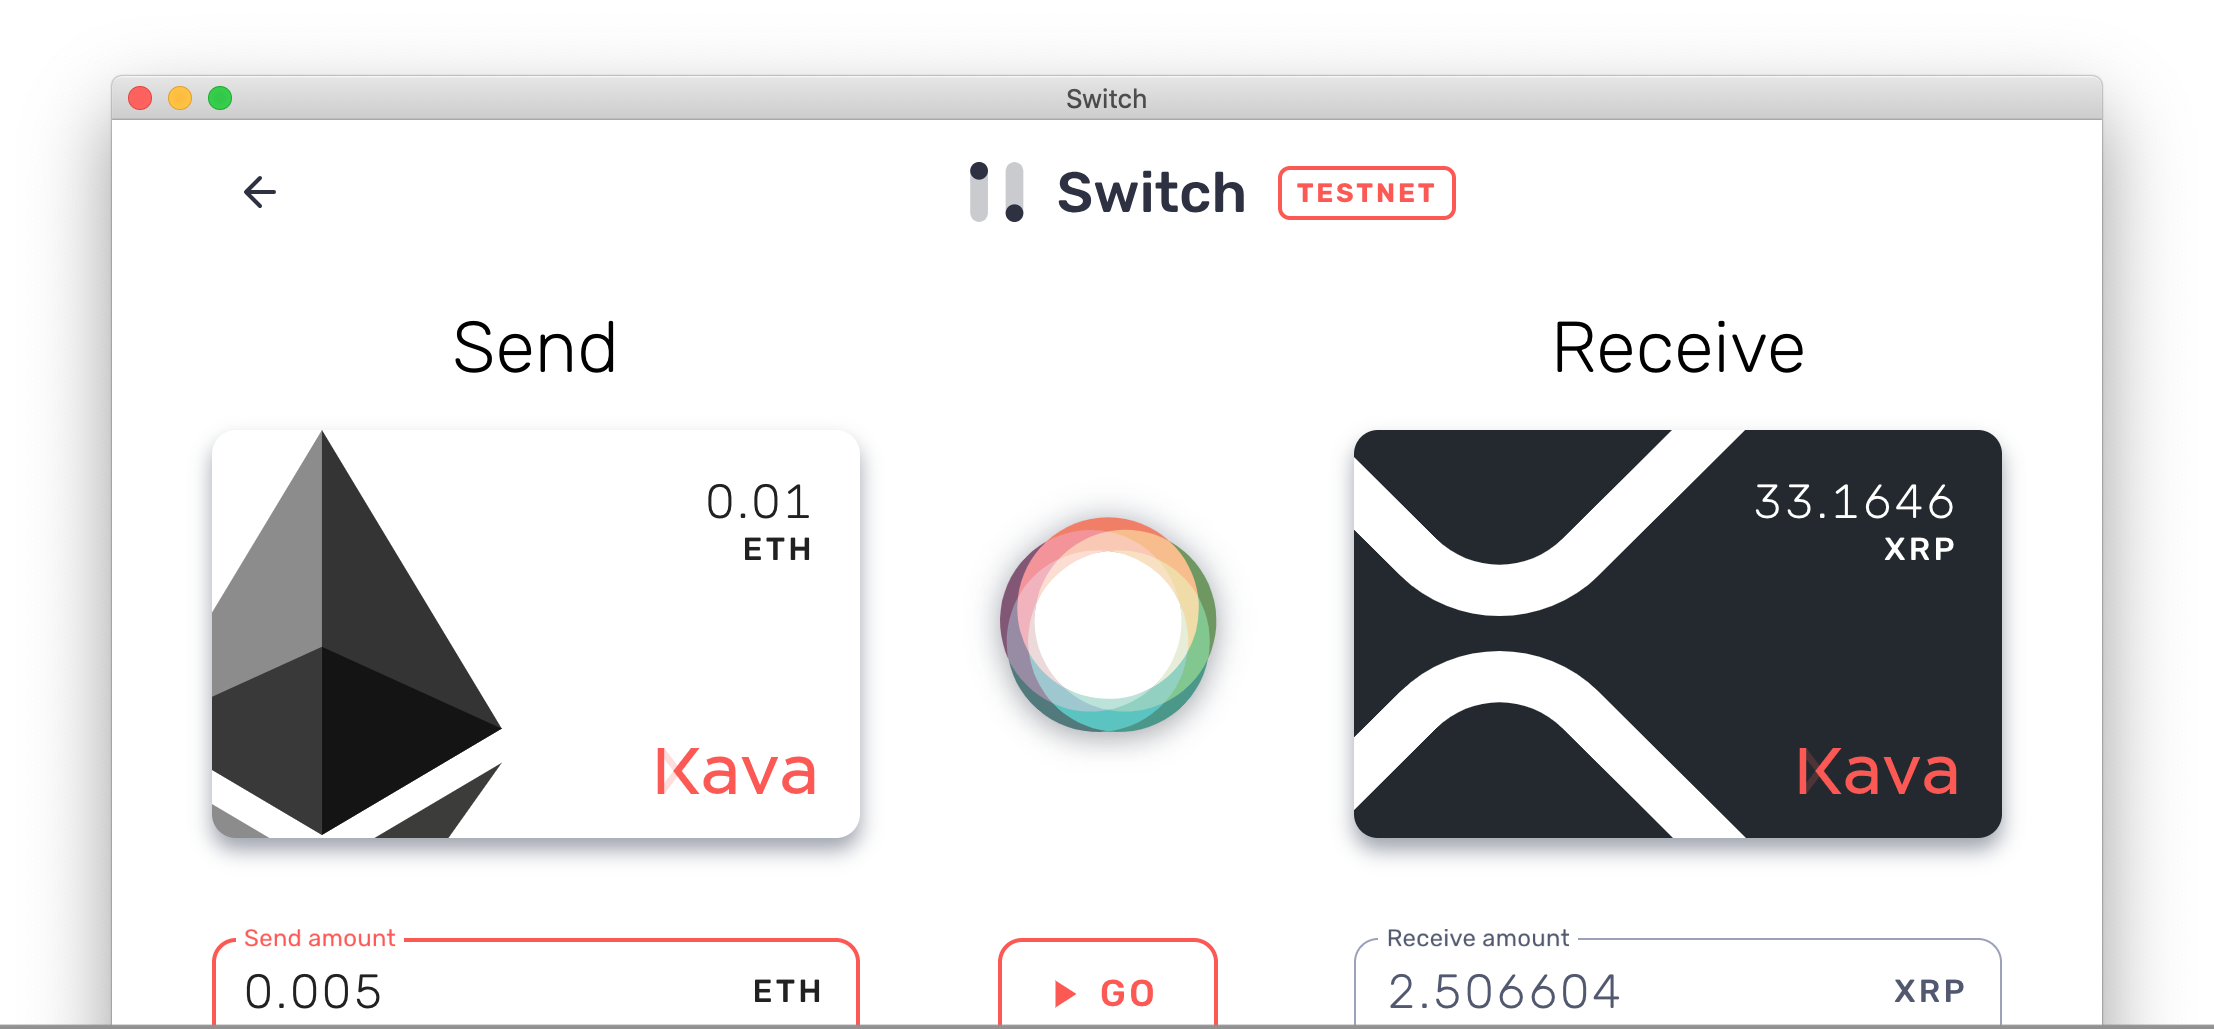 Switch
Switch TESTNET
Send
Receive
0.01
ETH
Kava
33.1646
XRP
Kava
Send amount
0.005 ETH
GO
Receive amount
2.506604 XRP